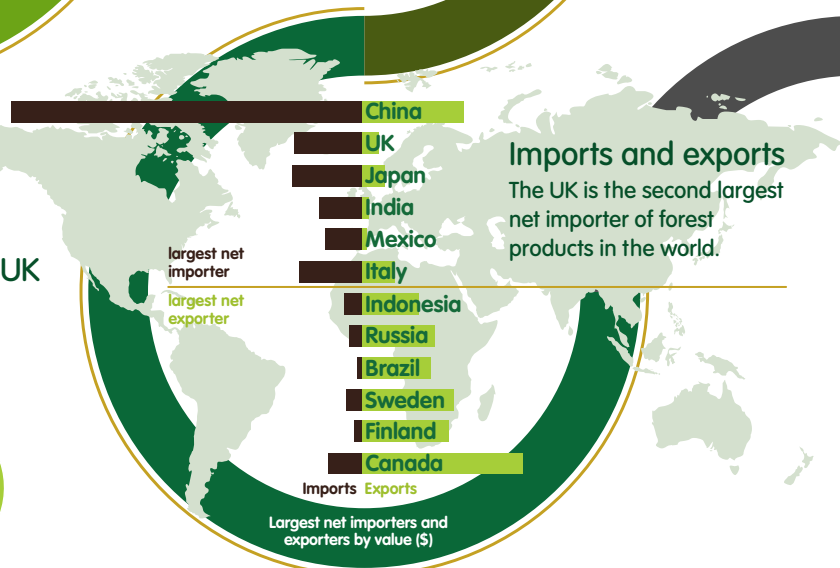 China
UK
Japan
India
Mexico
Italy
Indonesia
Russia
Brazil
Sweden
Finland
Canada
Imports Exports
largest net
importer
largest net
exporter
UK
Imports and exports
The UK is the second largest
net importer of forest
products in the world.
Largest net importers and
exporters by value ($)